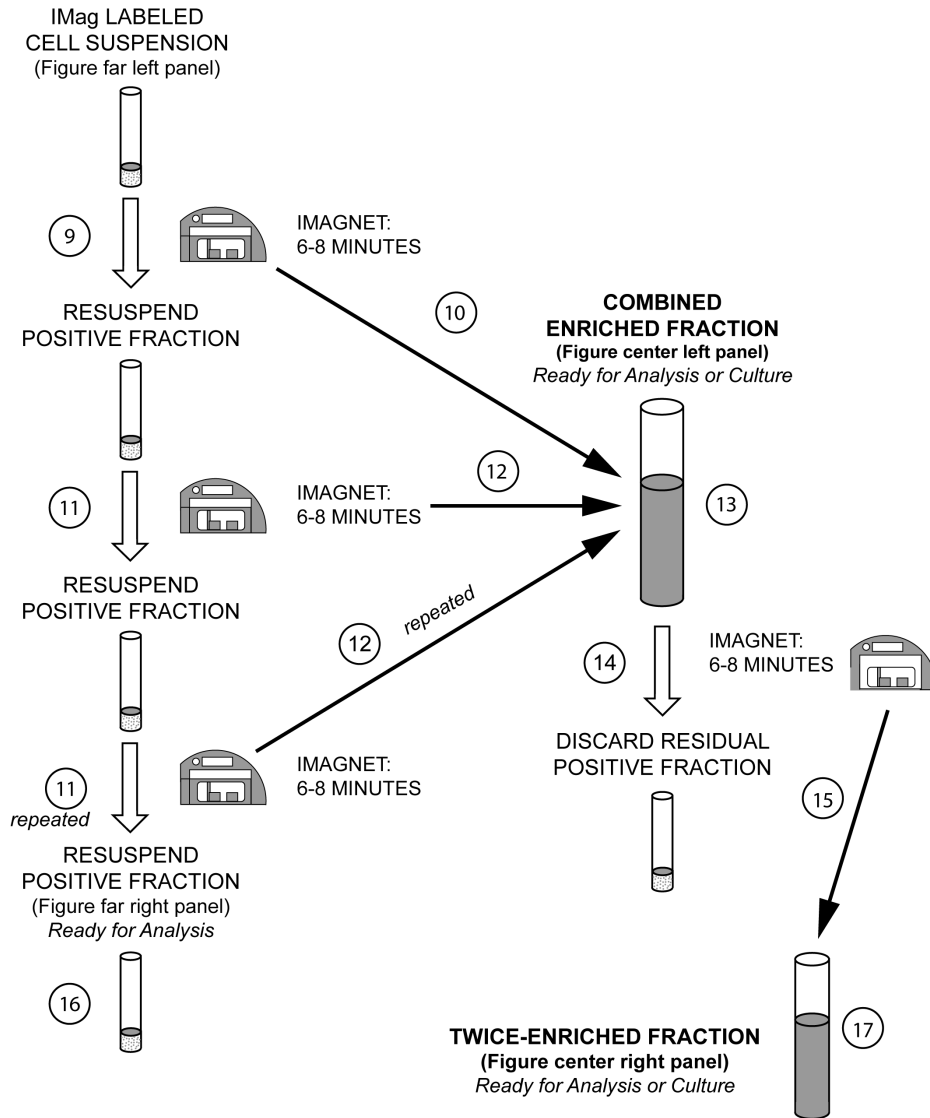 IMag LABELED
CELL SUSPENSION
(Figure far left panel)
9
IMAGNET:
6-8 MINUTES
10
RESUSPEND
POSITIVE FRACTION
COMBINED
ENRICHED FRACTION
(Figure center left panel)
Ready for Analysis or Culture
11
IMAGNET:
6-8 MINUTES
12
13
RESUSPEND
POSITIVE FRACTION
12
repeated
14
IMAGNET:
6-8 MINUTES
DISCARD RESIDUAL
POSITIVE FRACTION
11
repeated
IMAGNET:
6-8 MINUTES
15
RESUSPEND
POSITIVE FRACTION
(Figure far right panel)
Ready for Analysis
16
TWICE-ENRICHED FRACTION
(Figure center right panel)
Ready for Analysis or Culture
17